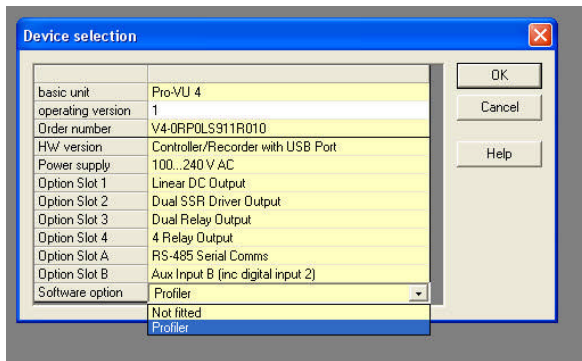 Device selection
basic unit Pro-VU 4
operating version 1
Order number V4-0RP0LS911R010
HW version Controller/Recorder with USB Port
Power supply 100...240 V AC
Option Slot 1 Linear DC Output
Option Slot 2 Dual SSR Driver Output
Option Slot 3 Dual Relay Output
Option Slot 4 4 Relay Output
Option Slot A RS-485 Serial Comms
Option Slot B Aux Input B (inc digital input 2)
Software option Profiler
Not fitted
Profiler
OK
Cancel
Help